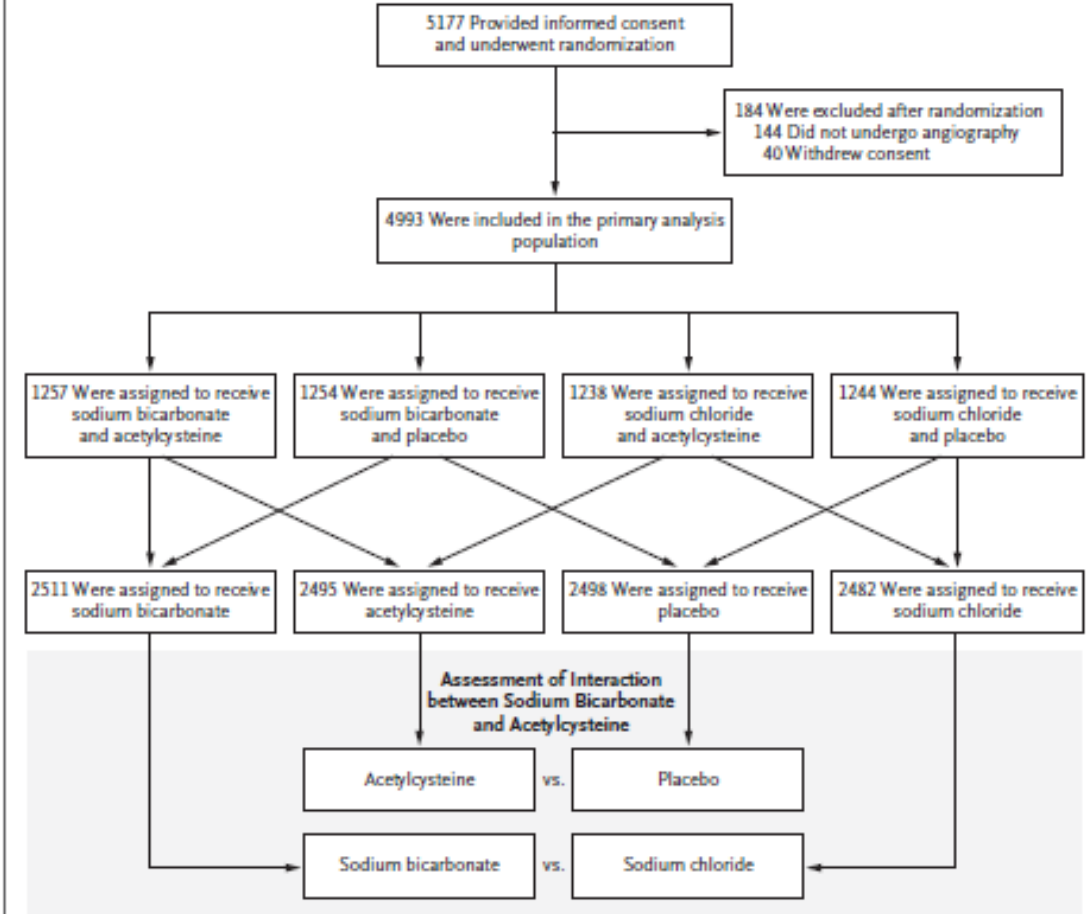 5177 Provided informed consent
and underwent randomization
184 Were excluded after randomization
144 Did not undergo angiography
40 Withdrew consent
4993 Were included in the primary analysis
population
1257 Were assigned to receive
sodium bicarbonate
and acetylcysteine
1254 Were assigned to receive
sodium bicarbonate
and placebo
1238 Were assigned to receive
sodium chloride
and acetylcysteine
1244 Were assigned to receive
sodium chloride
and placebo
2511 Were assigned to receive
sodium bicarbonate
2495 Were assigned to receive
acetylcysteine
2498 Were assigned to receive
placebo
2482 Were assigned to receive
sodium chloride
Assessment of Interaction
between Sodium Bicarbonate
and Acetylcysteine
Acetylcysteine vs. Placebo
Sodium bicarbonate vs. Sodium chloride